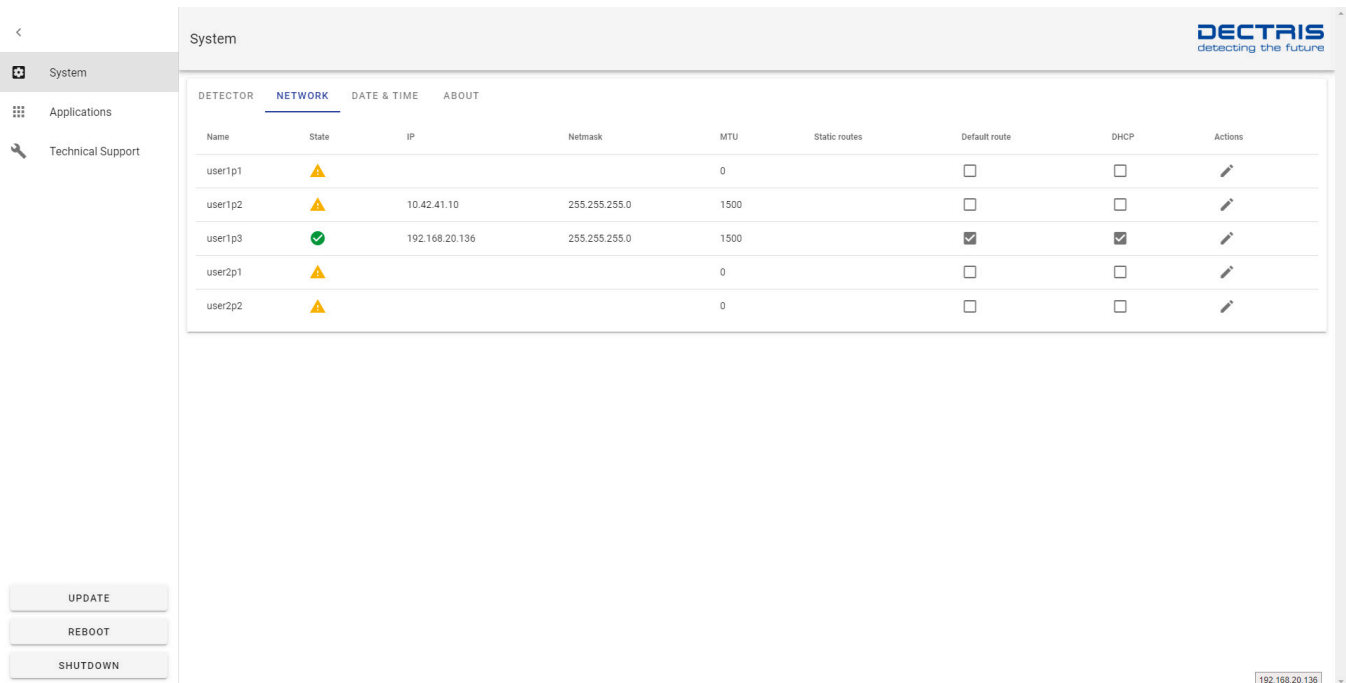 System
DECTRIS
detecting the future
System
Applications
Technical Support
DETECTOR NETWORK DATE & TIME ABOUT
Name State IP Netmask MTU Static routes Default route DHCP Actions
user1p1 0
user1p2 10.42.41.10 255.255.255.0 1500
user1p3 192.168.20.136 255.255.255.0 1500
user2p1 0
user2p2 0
UPDATE
REBOOT
SHUTDOWN
192.168.20.136